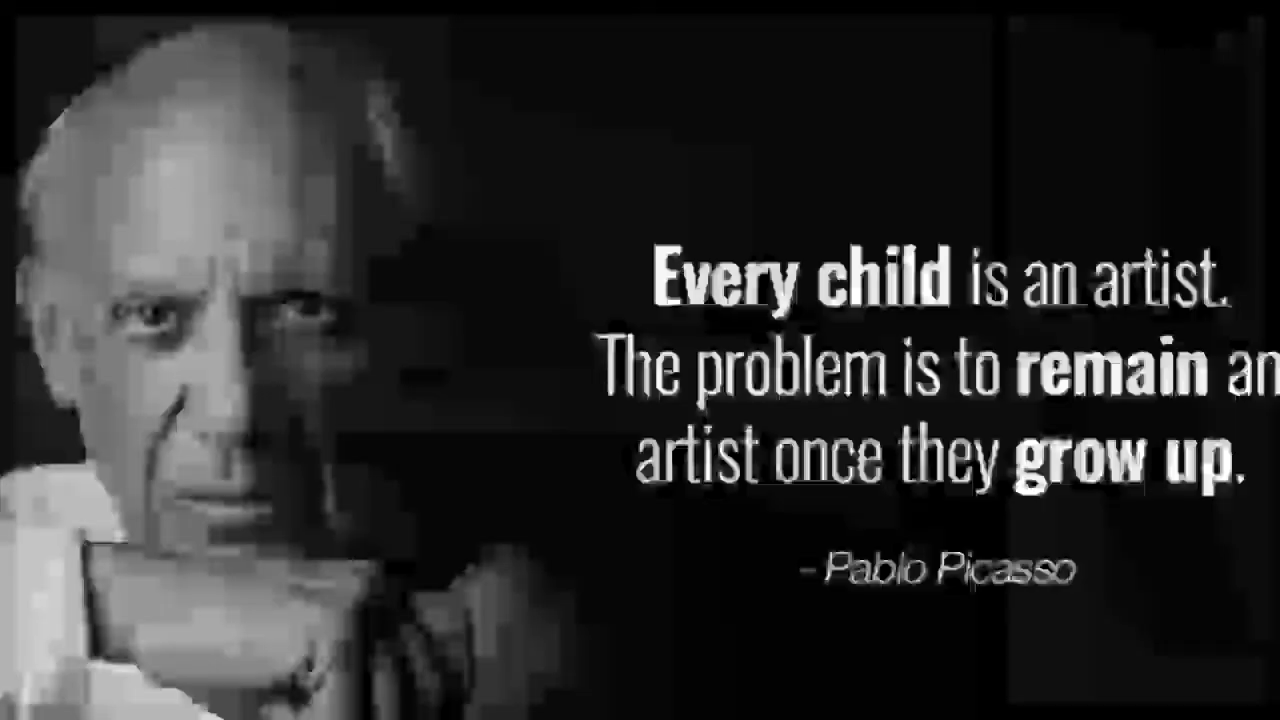 Every child is an artist.
The problem is to remain an
artist once they grow up.
- Pablo Picasso